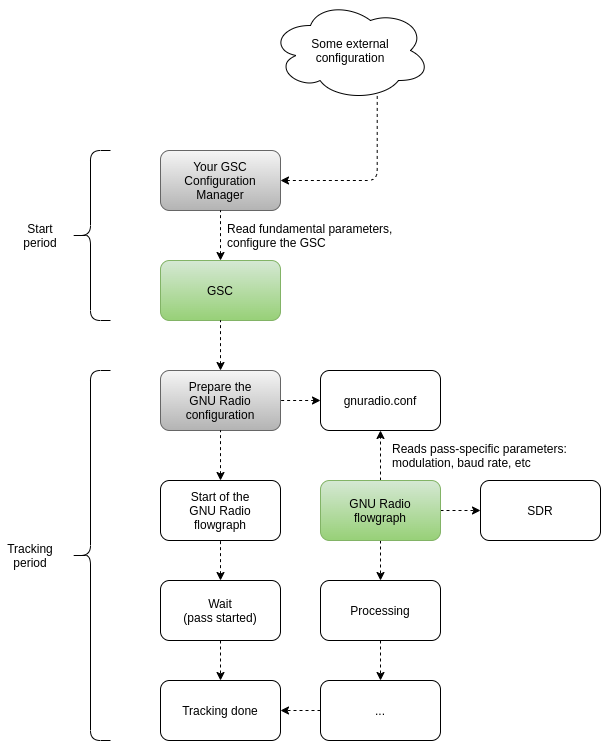 Some external
configuration
Your GSC
Configuration
Manager
Start
period
Read fundamental parameters,
configure the GSC
GSC
Prepare the
GNU Radio
configuration
gnuradio.conf
Reads pass-specific parameters:
modulation, baud rate, etc
Start of the
GNU Radio
flowgraph
GNU Radio
flowgraph
SDR
Tracking
period
Wait
(pass started)
Processing
Tracking done
...